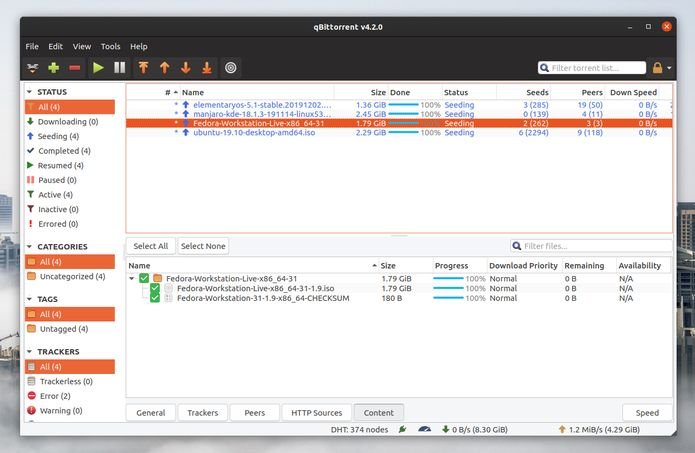 qBittorrent v4.2.0
File Edit View Tools Help
Filter torrent list...
STATUS
All (4)
Downloading (0)
Seeding (4)
Completed (4)
Resumed (4)
Paused (0)
Active (4)
Inactive (0)
Errored (0)
CATEGORIES
All (4)
Uncategorized (4)
TAGS
All (4)
Untagged (4)
TRACKERS
All (4)
Trackerless (0)
Error (2)
Warning (0)
# Name Size Done Status Seeds Peers Down Speed
* elementaryos-5.1-stable.20191202.... 1.36 GiB 100% Seeding 3 (285) 19 (50) 0 B/s
* manjaro-kde-18.1.3-191114-linux53... 2.45 GiB 100% Seeding 0 (139) 4 (11) 0 B/s
* Fedora-Workstation-Live-x86_64-31 1.79 GiB 100% Seeding 2 (262) 3 (3) 0 B/s
* ubuntu-19.10-desktop-amd64.iso 2.29 GiB 100% Seeding 6 (2294) 9 (118) 0 B/s
Select All Select None Filter files...
Name Size Progress Download Priority Remaining Availability
Fedora-Workstation-Live-x86_64-31 1.79 GiB 100% Normal 0 B N/A
Fedora-Workstation-Live-x86_64-31-1.9.iso 1.79 GiB 100% Normal 0 B N/A
Fedora-Workstation-31-1.9-x86_64-CHECKSUM 180 B 100% Normal 0 B N/A
General Trackers Peers HTTP Sources Content Speed
DHT: 374 nodes 0 B/s (8.30 GiB) 1.2 MiB/s (4.29 GiB)